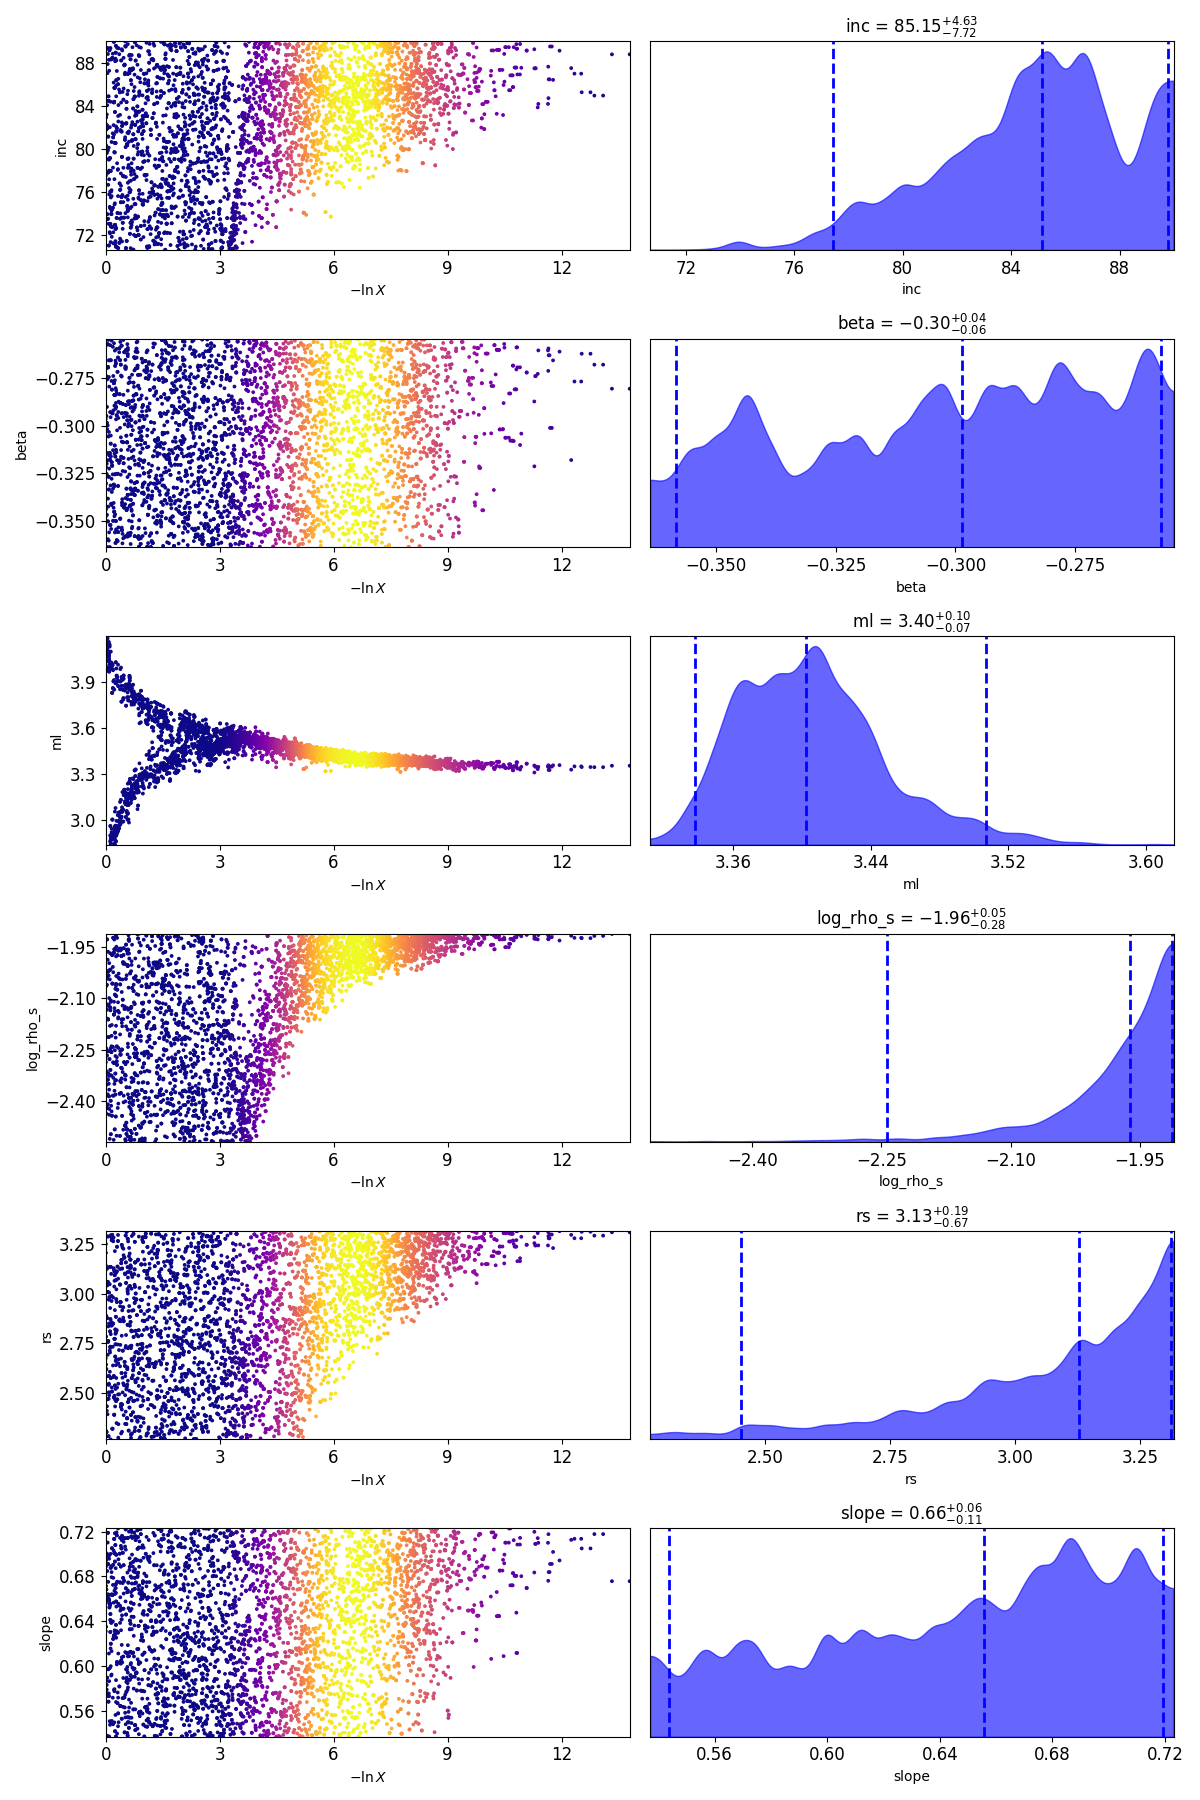 inc = 85.15 +4.63 −7.72
88
84
80
76
72
inc
0 3 6 9 12
−ln X
72 76 80 84 88
inc
beta = −0.30 +0.04 −0.06
−0.275
−0.300
−0.325
−0.350
beta
0 3 6 9 12
−ln X
−0.350 −0.325 −0.300 −0.275
beta
ml = 3.40 +0.10 −0.07
3.9
3.6
3.3
3.0
ml
0 3 6 9 12
−ln X
3.36 3.44 3.52 3.60
ml
log_rho_s = −1.96 +0.05 −0.28
−1.95
−2.10
−2.25
−2.40
log_rho_s
0 3 6 9 12
−ln X
−2.40 −2.25 −2.10 −1.95
log_rho_s
rs = 3.13 +0.19 −0.67
3.25
3.00
2.75
2.50
rs
0 3 6 9 12
−ln X
2.50 2.75 3.00 3.25
rs
slope = 0.66 +0.06 −0.11
0.72
0.68
0.64
0.60
0.56
slope
0 3 6 9 12
−ln X
0.56 0.60 0.64 0.68 0.72
slope